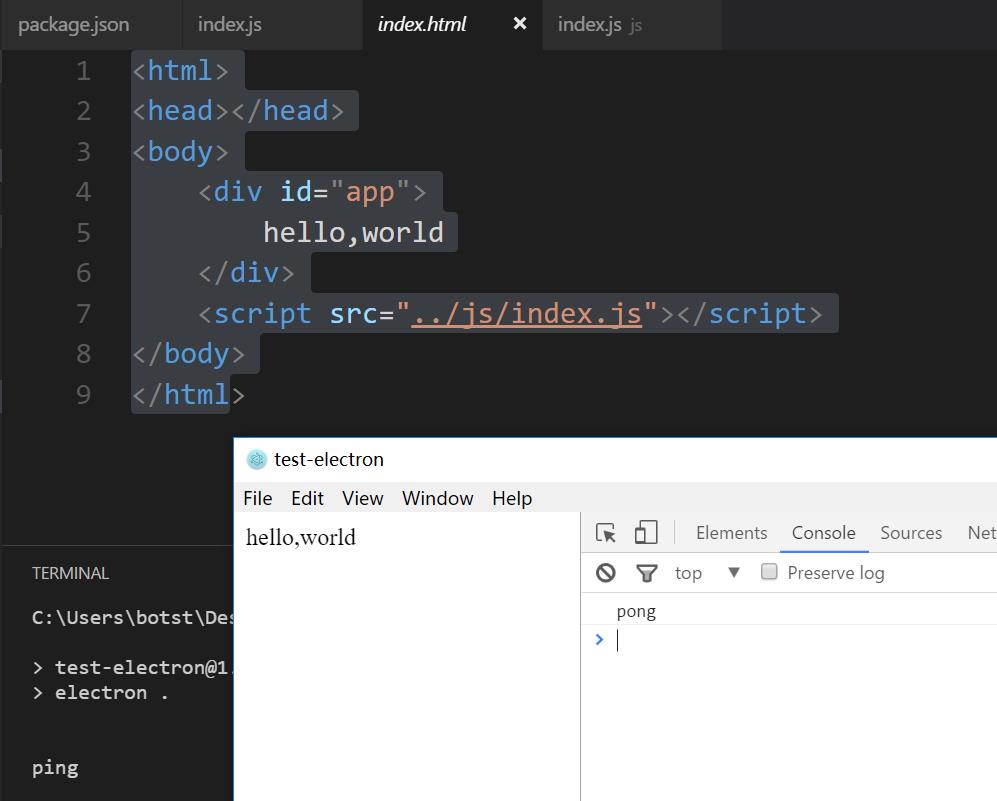 package.json index.js index.html × index.js js
1 <html>
2 <head></head>
3 <body>
4 <div id="app">
5 hello,world
6 </div>
7 <script src="../js/index.js"></script>
8 </body>
9 </html>
test-electron
File Edit View Window Help
hello,world
Elements Console Sources Net
top ▼ Preserve log
pong
>
TERMINAL
C:\Users\botst\Des
> test-electron@1.
> electron .
ping